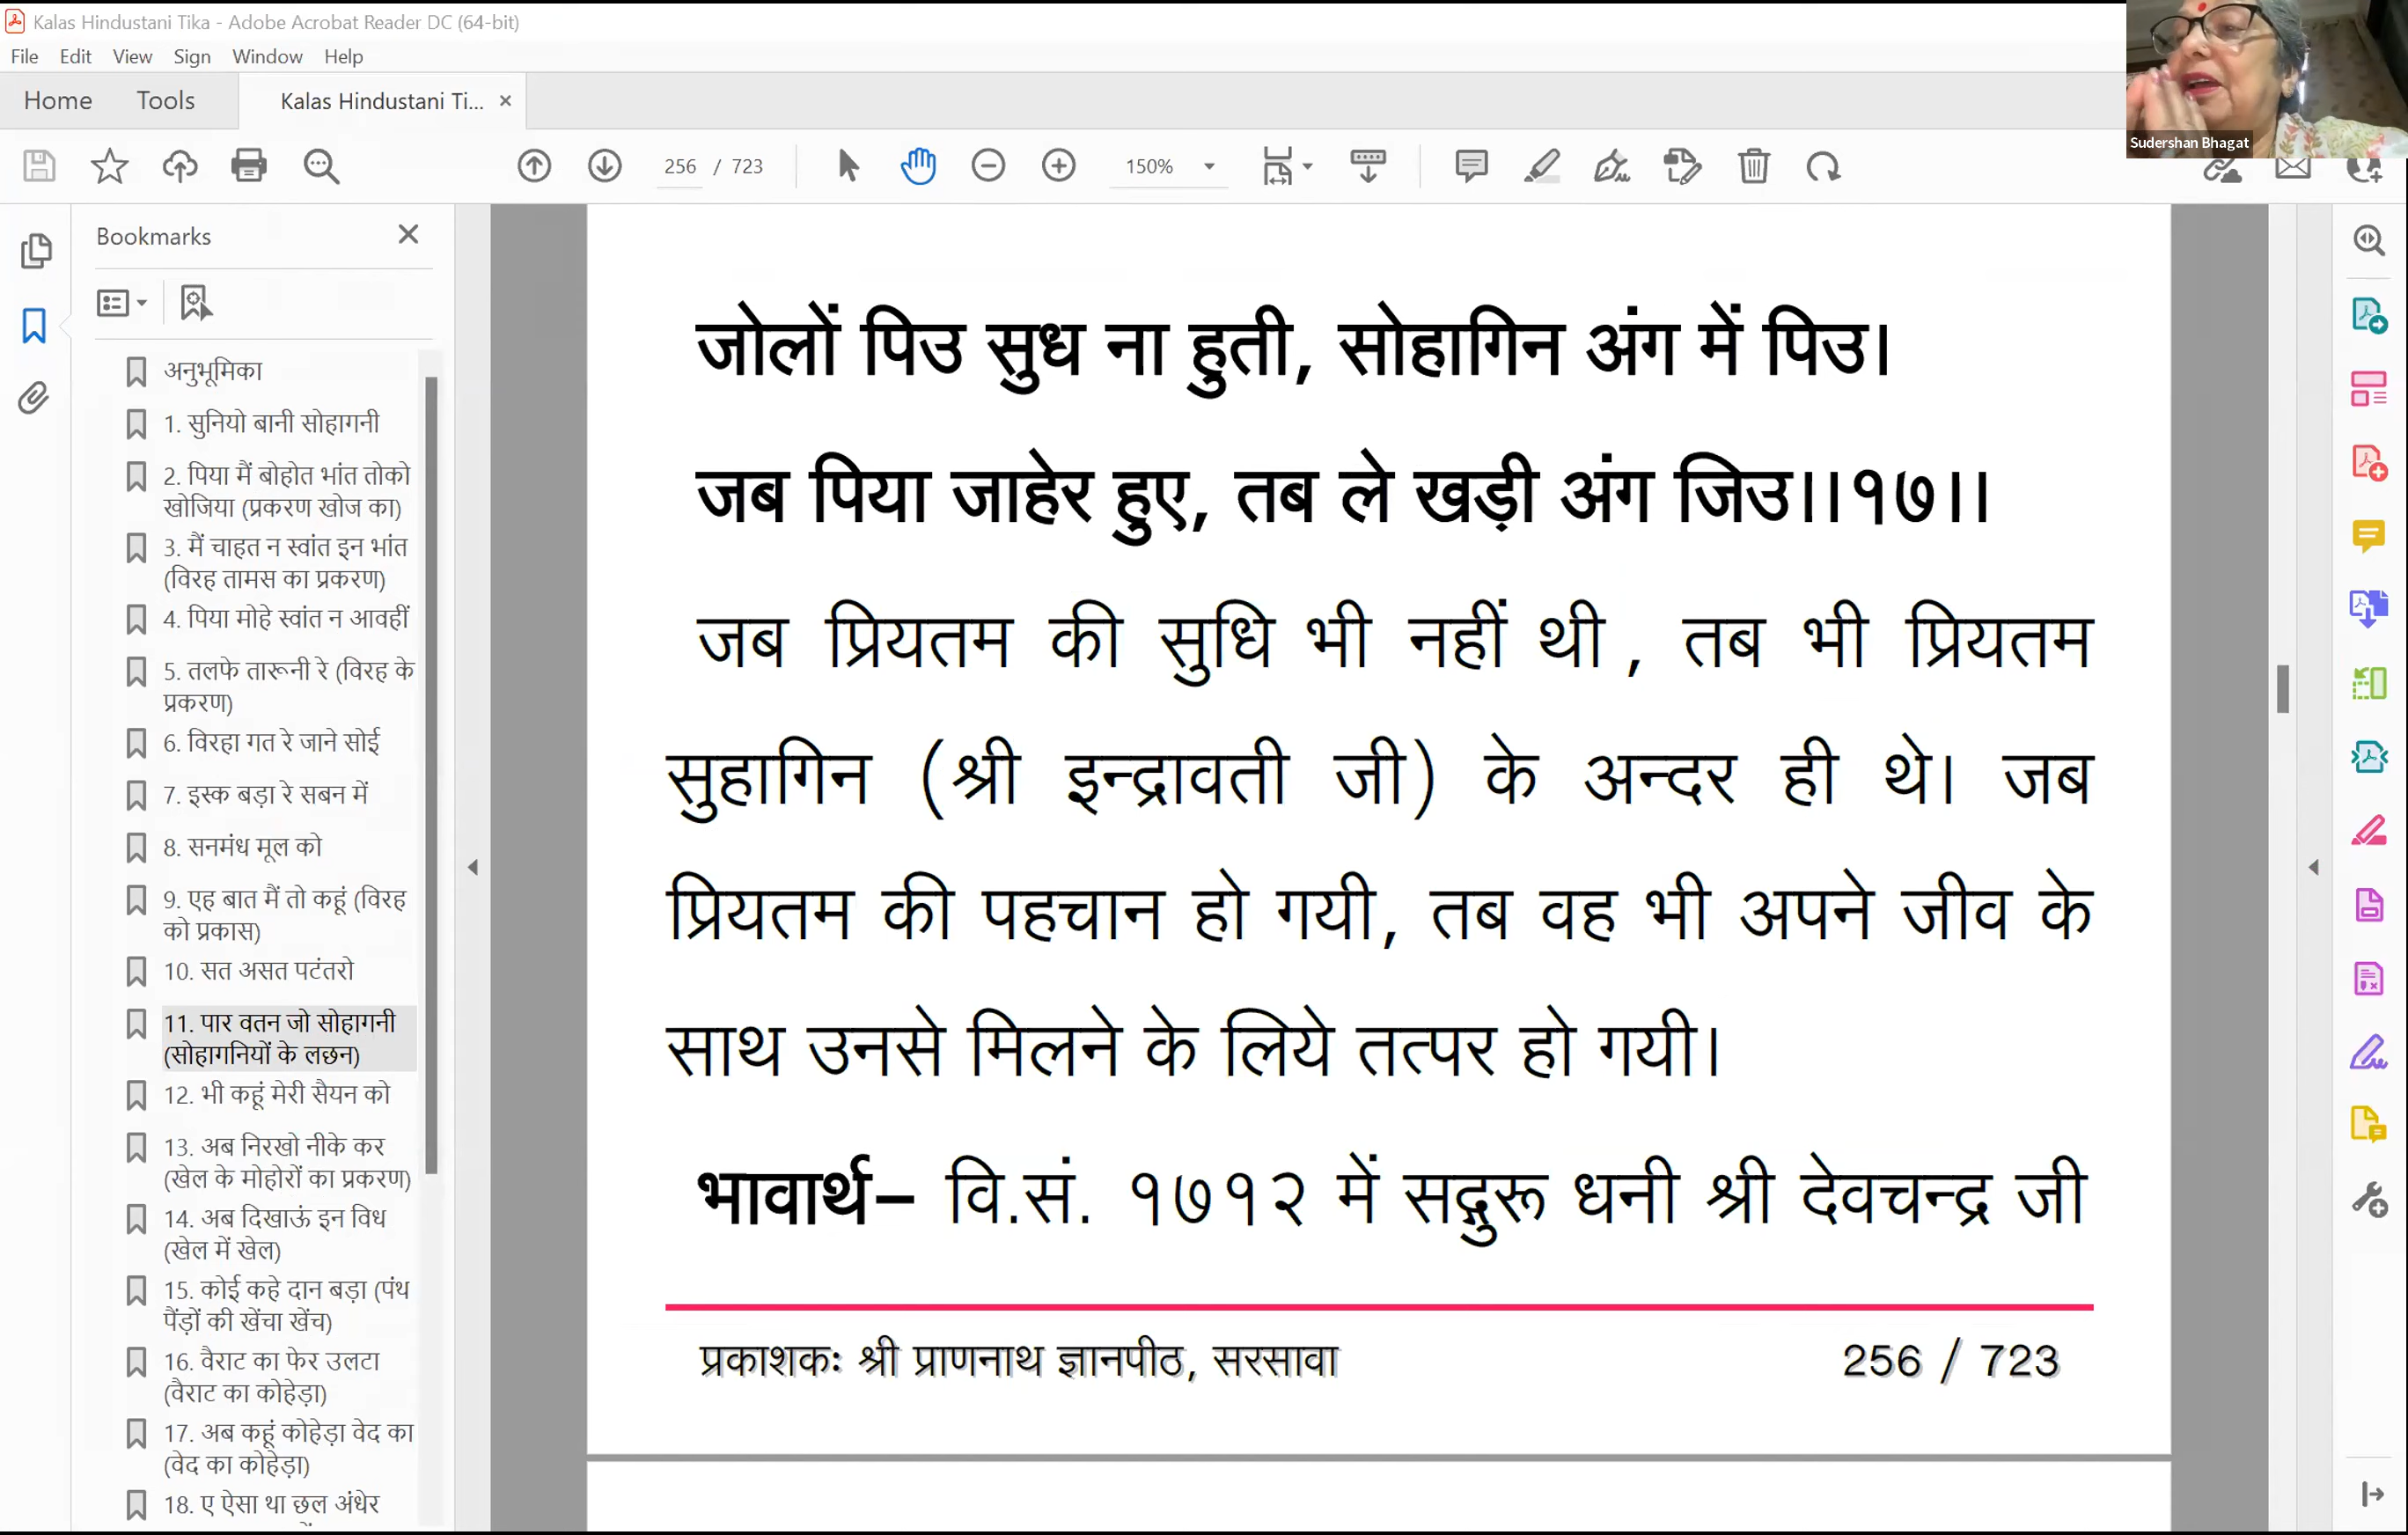 Kalas Hindustani Tika - Adobe Acrobat Reader DC (64-bit)
File Edit View Sign Window Help
Home Tools Kalas Hindustani Ti...
256 / 723 150%
Sudershan Bhagat
Bookmarks
अनुभूमिका
1. सुनियो बानी सोहागनी
2. पिया मैं बोहोत भांत तोको
खोजिया (प्रकरण खोज का)
3. मैं चाहत न स्वांत इन भांत
(विरह तामस का प्रकरण)
4. पिया मोहे स्वांत न आवहीं
5. तलफे तारूनी रे (विरह के
प्रकरण)
6. विरहा गत रे जाने सोई
7. इस्क बड़ा रे सबन में
8. सनमंध मूल को
9. एह बात मैं तो कहूं (विरह
को प्रकास)
10. सत असत पटंतरो
11. पार वतन जो सोहागनी
(सोहागनियों के लछन)
12. भी कहूं मेरी सैयन को
13. अब निरखो नीके कर
(खेल के मोहोरों का प्रकरण)
14. अब दिखाऊं इन विध
(खेल में खेल)
15. कोई कहे दान बड़ा (पंथ
पैंड़ों की खेंचा खेंच)
16. वैराट का फेर उलटा
(वैराट का कोहेड़ा)
17. अब कहूं कोहेड़ा वेद का
(वेद का कोहेड़ा)
18. ए ऐसा था छल अंधेर
जोलों पिउ सुध ना हुती, सोहागिन अंग में पिउ।
जब पिया जाहेर हुए, तब ले खड़ी अंग जिउ।।१७।।
जब प्रियतम की सुधि भी नहीं थी, तब भी प्रियतम
सुहागिन (श्री इन्द्रावती जी) के अन्दर ही थे। जब
प्रियतम की पहचान हो गयी, तब वह भी अपने जीव के
साथ उनसे मिलने के लिये तत्पर हो गयी।
भावार्थ– वि.सं. १७१२ में सद्गुरू धनी श्री देवचन्द्र जी
प्रकाशकः श्री प्राणनाथ ज्ञानपीठ, सरसावा
256 / 723